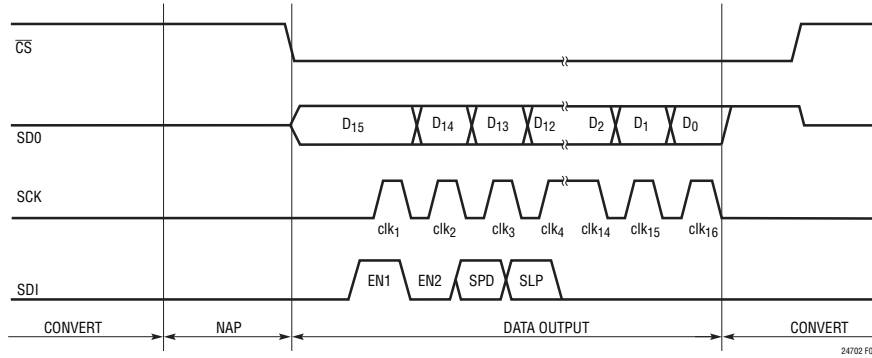 CS
SD0
D15 D14 D13 D12 D2 D1 D0
SCK
clk1 clk2 clk3 clk4 clk14 clk15 clk16
SDI
EN1 EN2 SPD SLP
CONVERT NAP DATA OUTPUT CONVERT
24702 F0